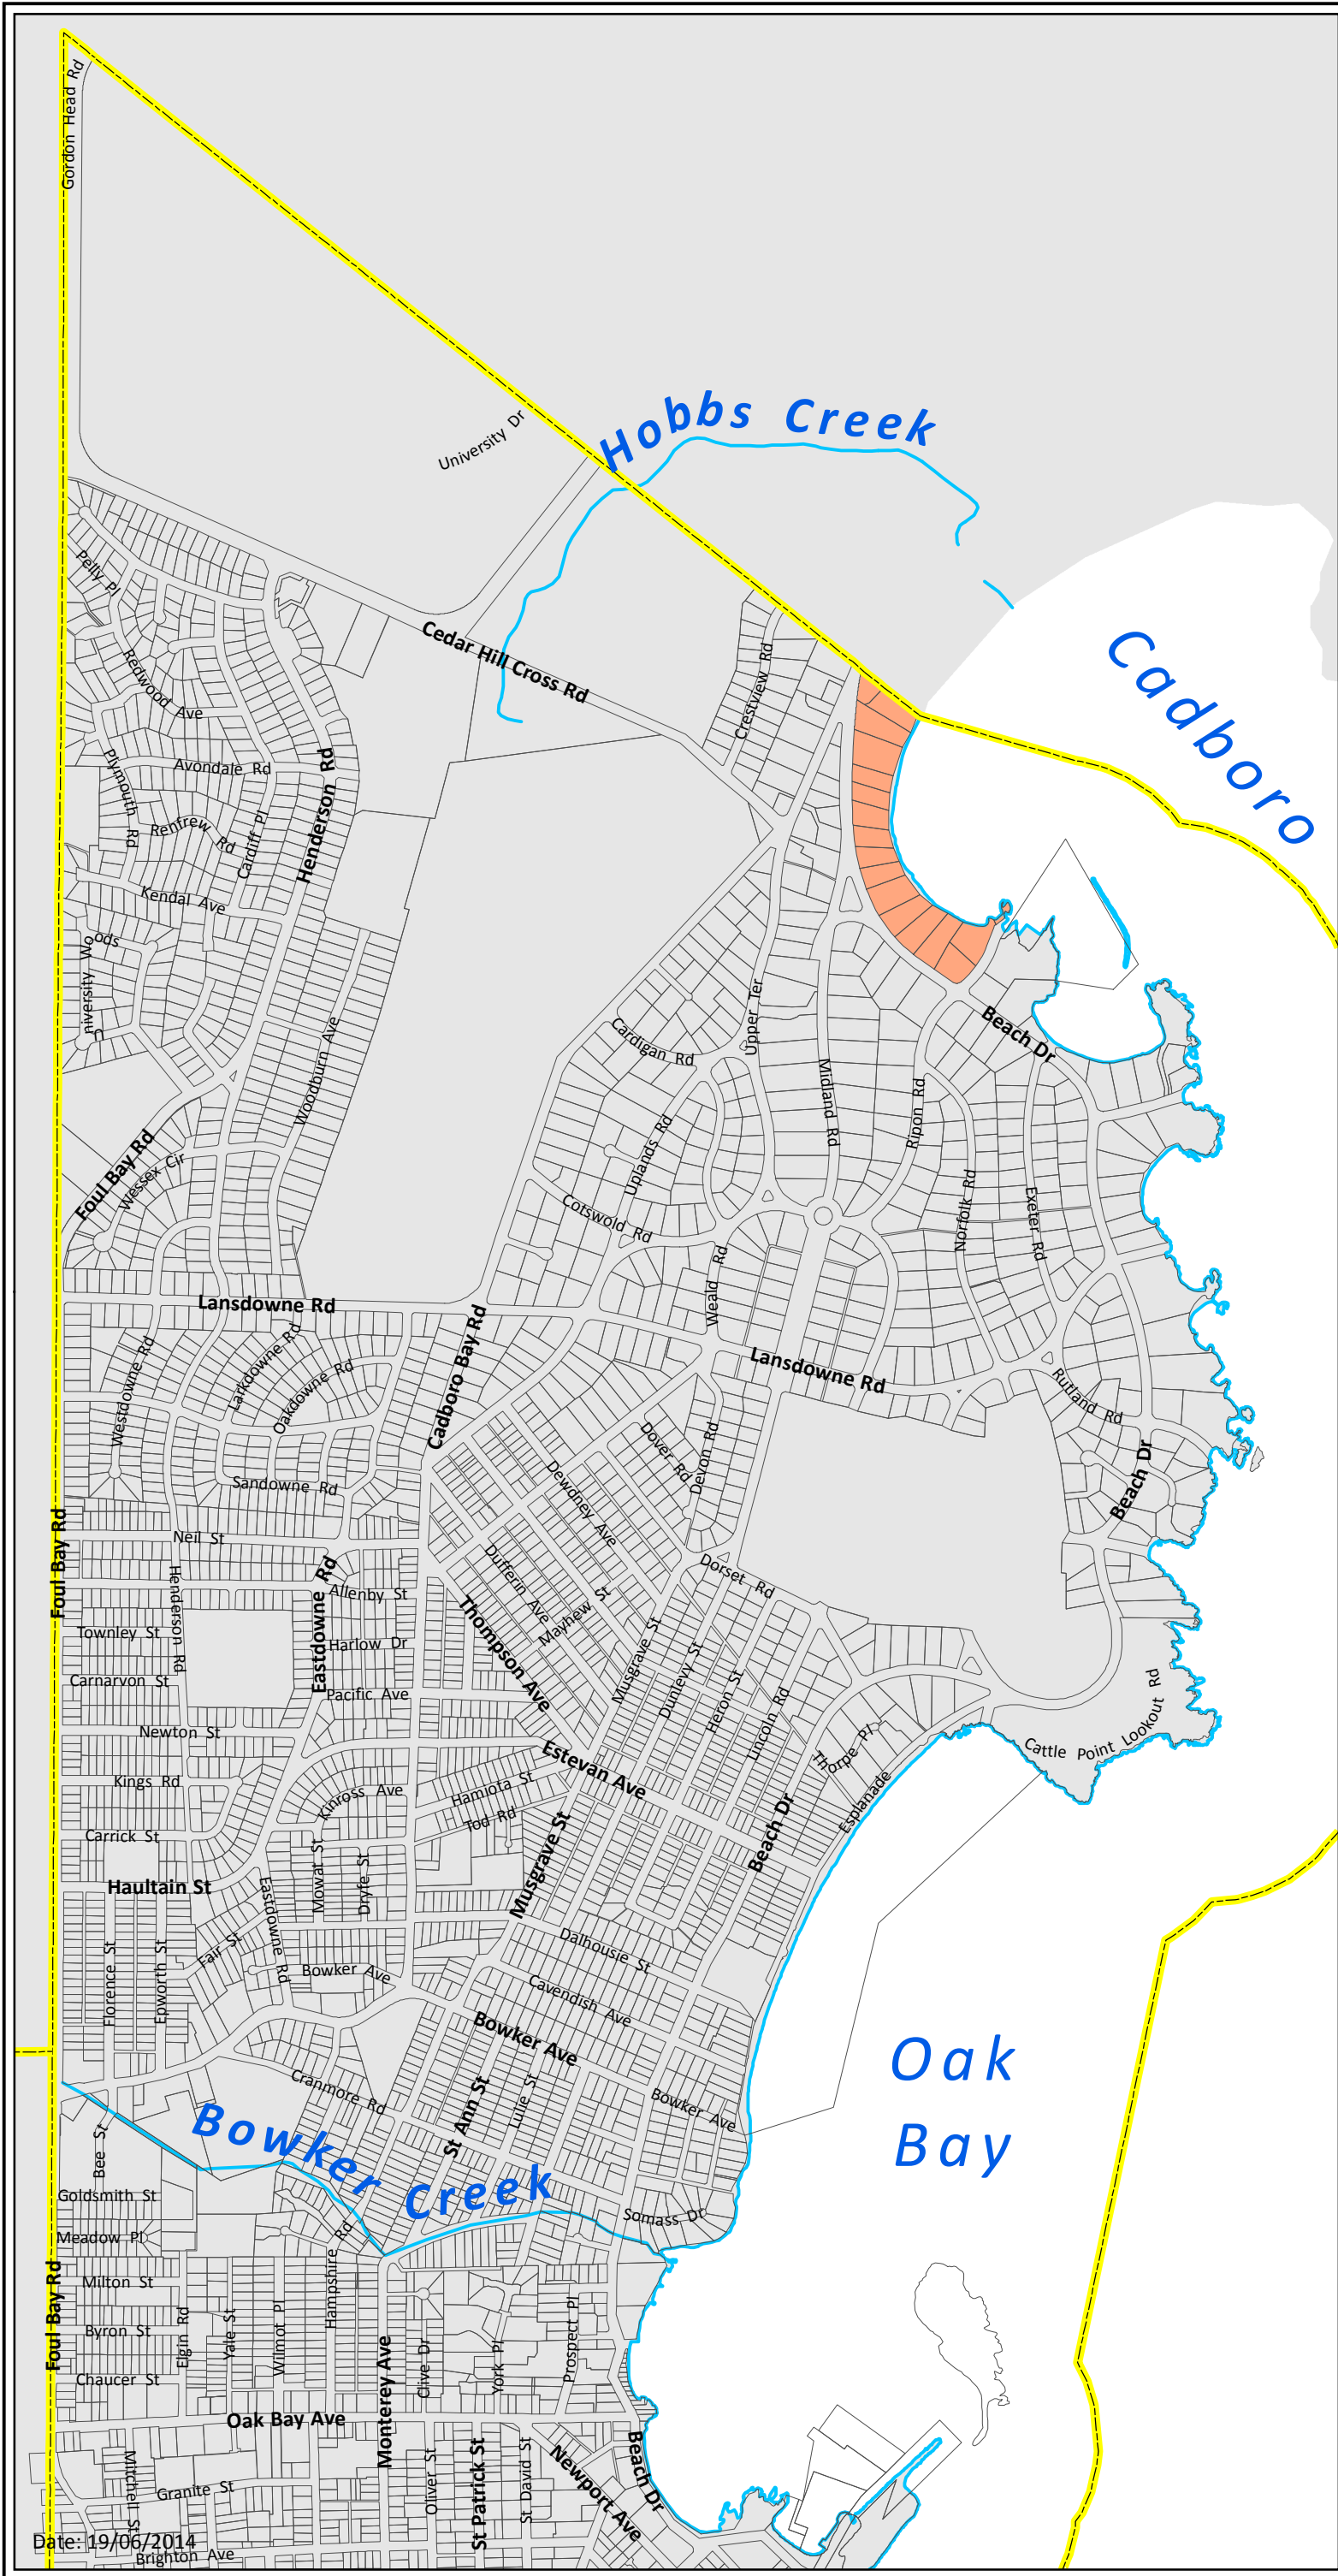 Gordon Head Rd
University Dr
Hobbs Creek
Pelly Pl
Cedar Hill Cross Rd
Cadboro
Redwood Ave
Crestview Rd
Plymouth Rd
Avondale Rd
Henderson Rd
Renfrew Rd
Cardiff Pl
Kendal Ave
University Woods
Upper Ter
Cardigan Rd
Beach Dr
Woodburn Ave
Midland Rd
Ripon Rd
Foul Bay Rd
Wessex Cir
Uplands Rd
Cotswold Rd
Norfolk Rd
Exeter Rd
Weald Rd
Lansdowne Rd
Larkdowne Rd
Westdowne Rd
Oakdowne Rd
Cadboro Bay Rd
Lansdowne Rd
Rutland Rd
Dover Rd
Devon Rd
Beach Dr
Sandowne Rd
Dewdney Ave
Foul Bay Rd
Neil St
Henderson Rd
Eastdowne Rd
Allenby St
Dufferin Ave
Mayhew St
Dorset Rd
Thompson Ave
Townley St
Harlow Dr
Musgrave St
Dunlevy St
Heron St
Lincoln Rd
Carnarvon St
Pacific Ave
Newton St
Estevan Ave
Thorpe Pl
Cattle Point Lookout Rd
Kings Rd
Kinross Ave
Hamiota St
Tod Rd
Esplanade
Carrick St
Beach Dr
Haultain St
Mowat St
Dryfe St
Musgrave St
Eastdowne Rd
Florence St
Epworth St
Fair St
Bowker Ave
Dalhousie St
Cavendish Ave
Bowker Ave
Oak
Bay
Cranmore Rd
St Ann St
Lulie St
Bowker Ave
Bowker Creek
Bee St
Goldsmith St
Meadow Pl
Somass Dr
Hampshire Rd
Foul Bay Rd
Milton St
Byron St
Elgin Rd
Yale St
Wilmot Pl
Monterey Ave
Clive Dr
York Pl
Prospect Pl
Chaucer St
Oak Bay Ave
Mitchell St
Granite St
Oliver St
St Patrick St
St David St
Newport Ave
Beach Dr
Date: 19/06/2014
Brighton Ave